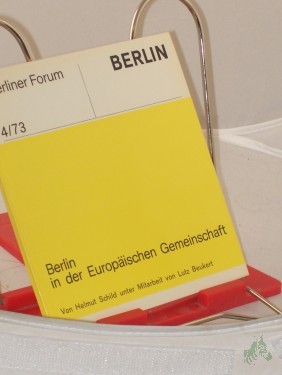 erliner Forum
BERLIN
4/73
Berlin
in der Europäischen Gemeinschaft
Von Helmut Schild unter Mitarbeit von Lutz Beukert